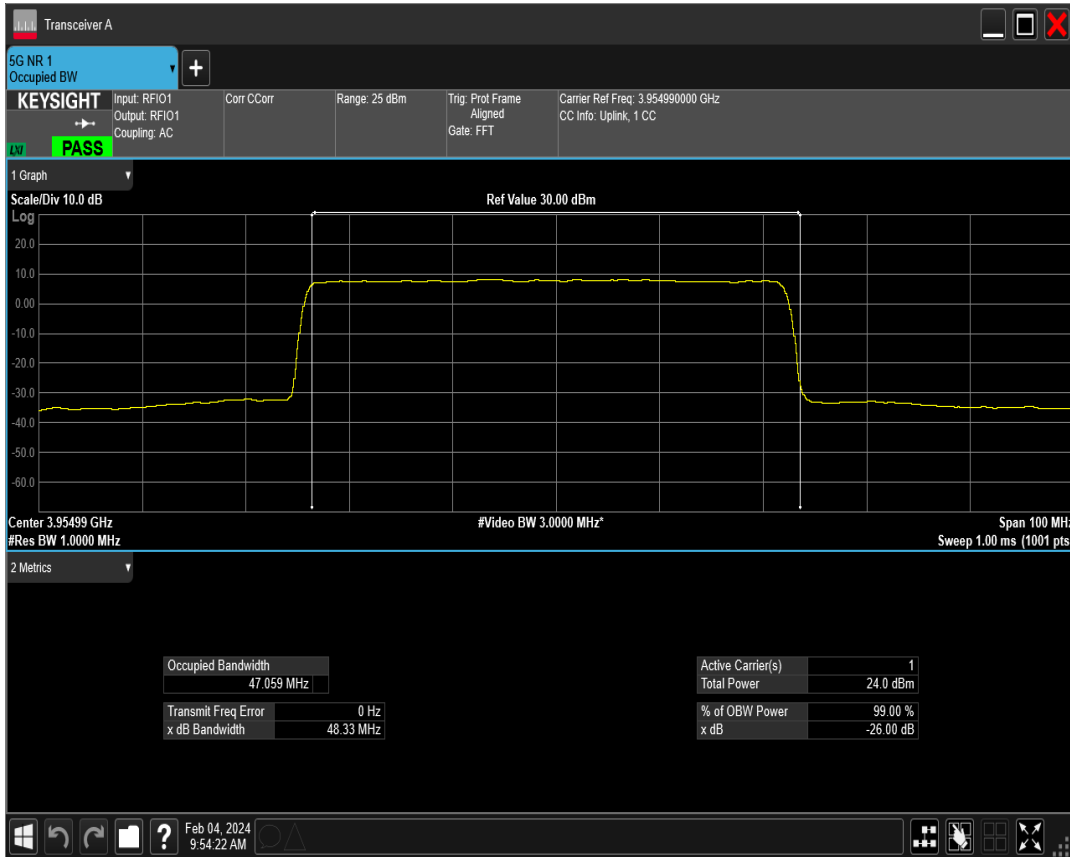 Transceiver A
5G NR 1
Occupied BW
+
KEYSIGHT
LXI
PASS
Input: RFIO1
Output: RFIO1
Coupling: AC
Corr CCorr
Range: 25 dBm
Trig: Prot Frame
Aligned
Gate: FFT
Carrier Ref Freq: 3.954990000 GHz
CC Info: Uplink, 1 CC
1 Graph
Scale/Div 10.0 dB
Ref Value 30.00 dBm
Log
20.0
10.0
0.00
-10.0
-20.0
-30.0
-40.0
-50.0
-60.0
Center 3.95499 GHz
#Video BW 3.0000 MHz*
Span 100 MHz
#Res BW 1.0000 MHz
Sweep 1.00 ms (1001 pts
2 Metrics
Occupied Bandwidth
47.059 MHz
Transmit Freq Error 0 Hz
x dB Bandwidth 48.33 MHz
Active Carrier(s) 1
Total Power 24.0 dBm
% of OBW Power 99.00 %
x dB -26.00 dB
?
Feb 04, 2024
9:54:22 AM